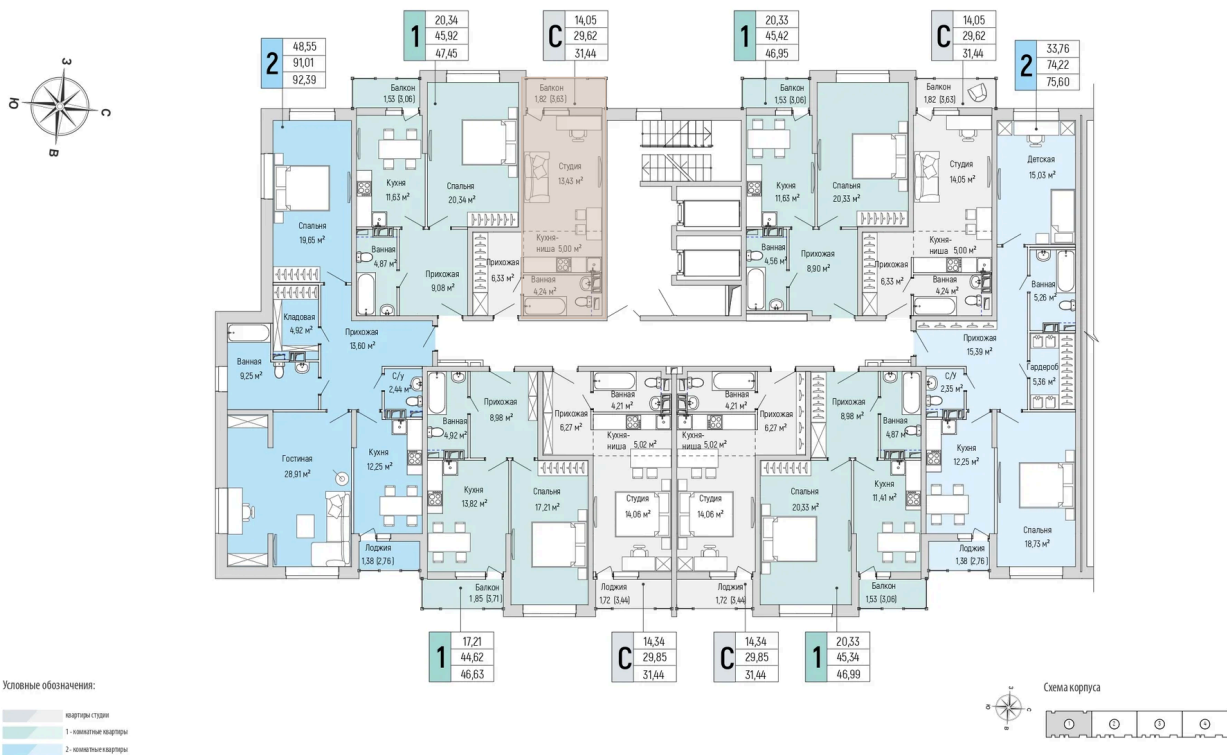 2
48,55
91,01
92,39
1
20,34
45,92
47,45
С
14,05
29,62
31,44
1
20,33
45,42
46,95
С
14,05
29,62
31,44
2
33,76
74,22
75,60
З
Ю
С
В
Балкон
1,53 (3,06)
Балкон
1,82 (3,63)
Балкон
1,53 (3,06)
Балкон
1,82 (3,63)
Спальня
19,65 м²
Кухня
11,63 м²
Спальня
20,34 м²
Студия
13,43 м²
Кухня
11,63 м²
Спальня
20,33 м²
Студия
14,05 м²
Детская
15,03 м²
Ванная
4,87 м²
Прихожая
9,08 м²
Прихожая
6,33 м²
Кухня-
ниша 5,00 м²
Ванная
4,24 м²
Ванная
4,56 м²
Прихожая
8,90 м²
Прихожая
6,33 м²
Кухня-
ниша 5,00 м²
Ванная
4,24 м²
Ванная
5,26 м²
Кладовая
4,92 м²
Прихожая
13,60 м²
Ванная
9,25 м²
С/у
2,44 м²
Прихожая
15,39 м²
С/у
2,35 м²
Гардероб
5,36 м²
Ванная
4,92 м²
Прихожая
8,98 м²
Прихожая
6,27 м²
Ванная
4,21 м²
Ванная
4,21 м²
Прихожая
6,27 м²
Прихожая
8,98 м²
Ванная
4,87 м²
Кухня-
ниша 5,02 м²
Кухня-
ниша 5,02 м²
Гостиная
28,91 м²
Кухня
12,25 м²
Кухня
13,82 м²
Спальня
17,21 м²
Студия
14,06 м²
Студия
14,06 м²
Спальня
20,33 м²
Кухня
11,41 м²
Кухня
12,25 м²
Спальня
18,73 м²
Лоджия
1,38 (2,76)
Балкон
1,85 (3,71)
Лоджия
1,72 (3,44)
Лоджия
1,72 (3,44)
Балкон
1,53 (3,06)
Лоджия
1,38 (2,76)
1
17,21
44,62
46,63
С
14,34
29,85
31,44
С
14,34
29,85
31,44
1
20,33
45,34
46,99
Условные обозначения:
квартиры студии
1 - комнатные квартиры
2 - комнатные квартиры
З
Ю
С
В
Схема корпуса
1
2
3
4